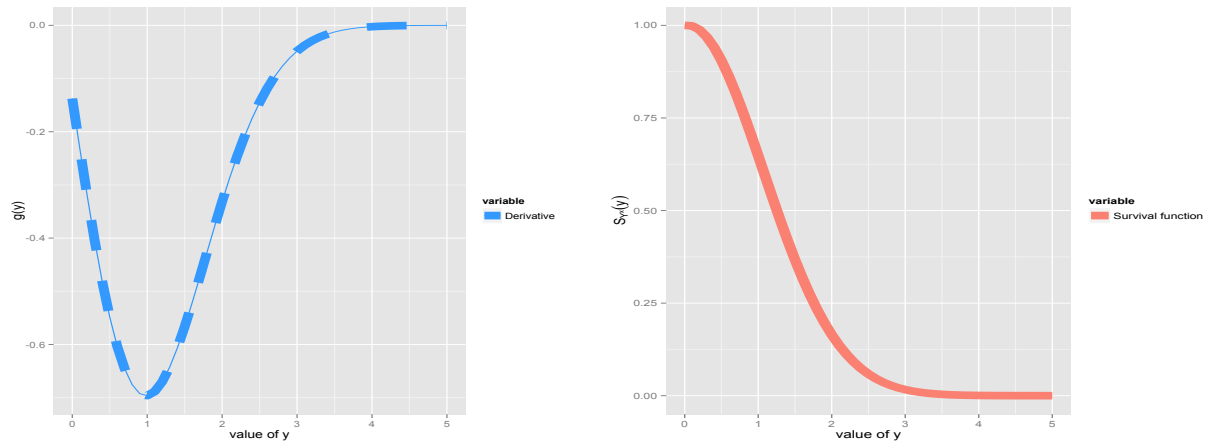 0.0
-0.2
-0.4
-0.6
g(y)
0 1 2 3 4 5
value of y
variable
Derivative
1.00
0.75
0.50
0.25
0.00
0 1 2 3 4 5
value of y
variable
Survival function